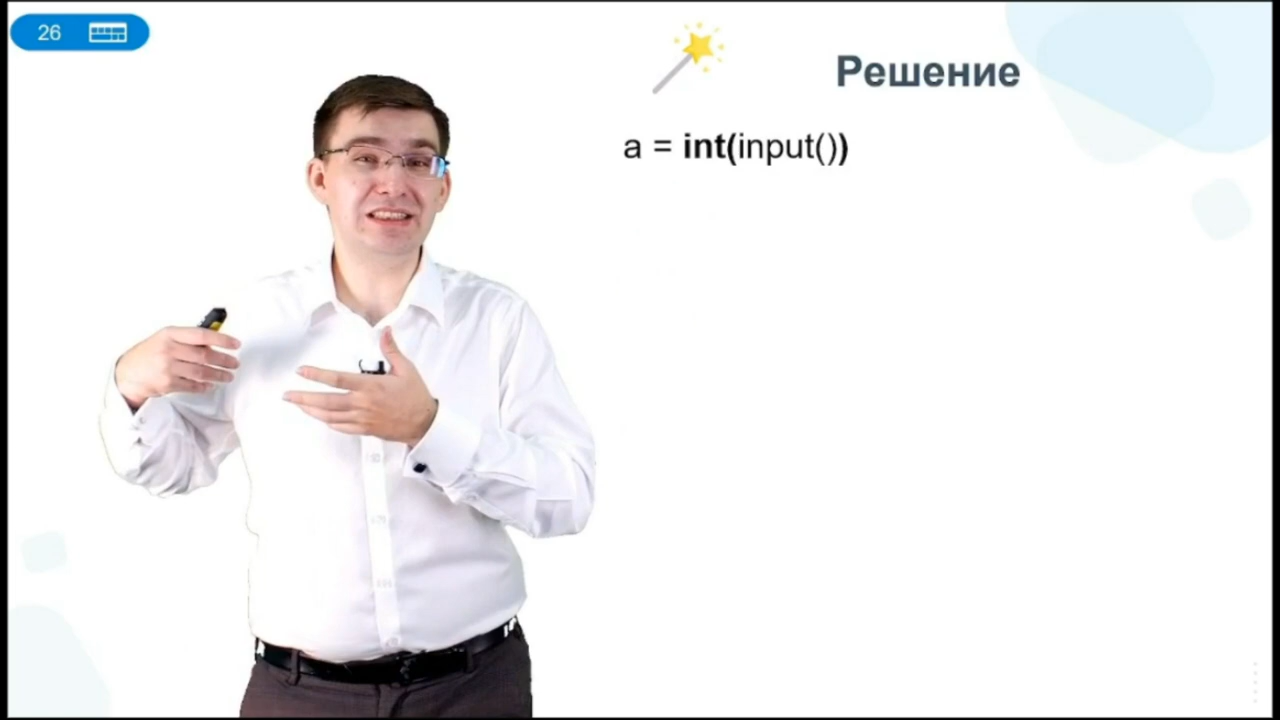 26
Решение
a = int(input())